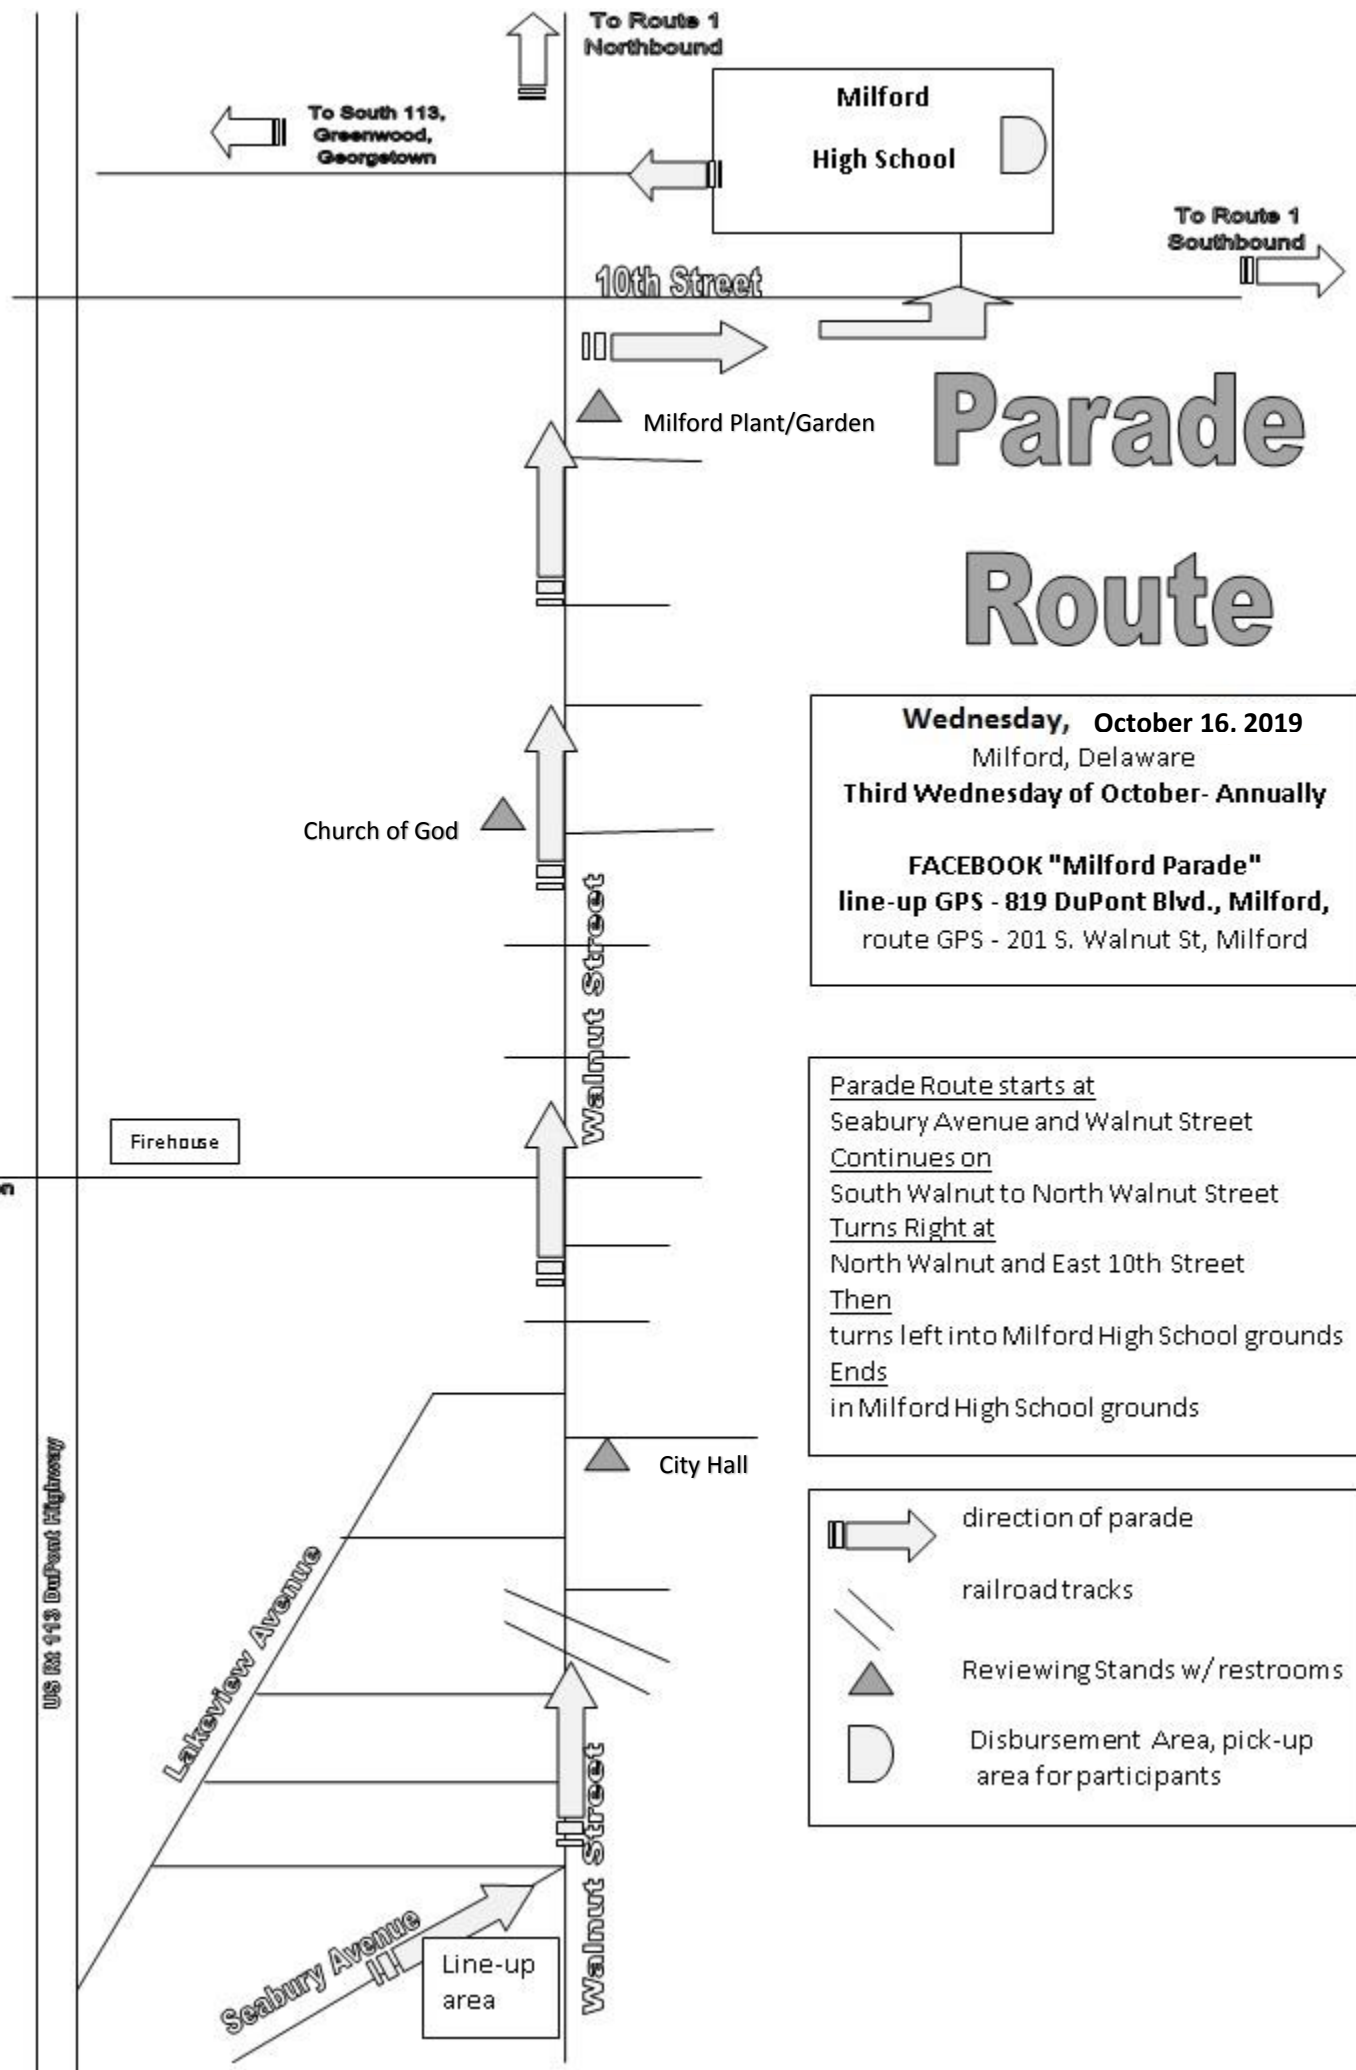 To Route 1
Northbound
To South 113,
Greenwood,
Georgetown
Milford
High School
To Route 1
Southbound
10th Street
Milford Plant/Garden
Parade
Route
Wednesday, October 16. 2019
Milford, Delaware
Third Wednesday of October- Annually
FACEBOOK "Milford Parade"
line-up GPS - 819 DuPont Blvd., Milford,
route GPS - 201 S. Walnut St, Milford
Church of God
Walnut Street
Firehouse
Parade Route starts at
Seabury Avenue and Walnut Street
Continues on
South Walnut to North Walnut Street
Turns Right at
North Walnut and East 10th Street
Then
turns left into Milford High School grounds
Ends
in Milford High School grounds
City Hall
US Rt 113 DuPont Highway
Lakeview Avenue
direction of parade
railroad tracks
Reviewing Stands w/ restrooms
Disbursement Area, pick-up
area for participants
Walnut Street
Seabury Avenue
Line-up
area